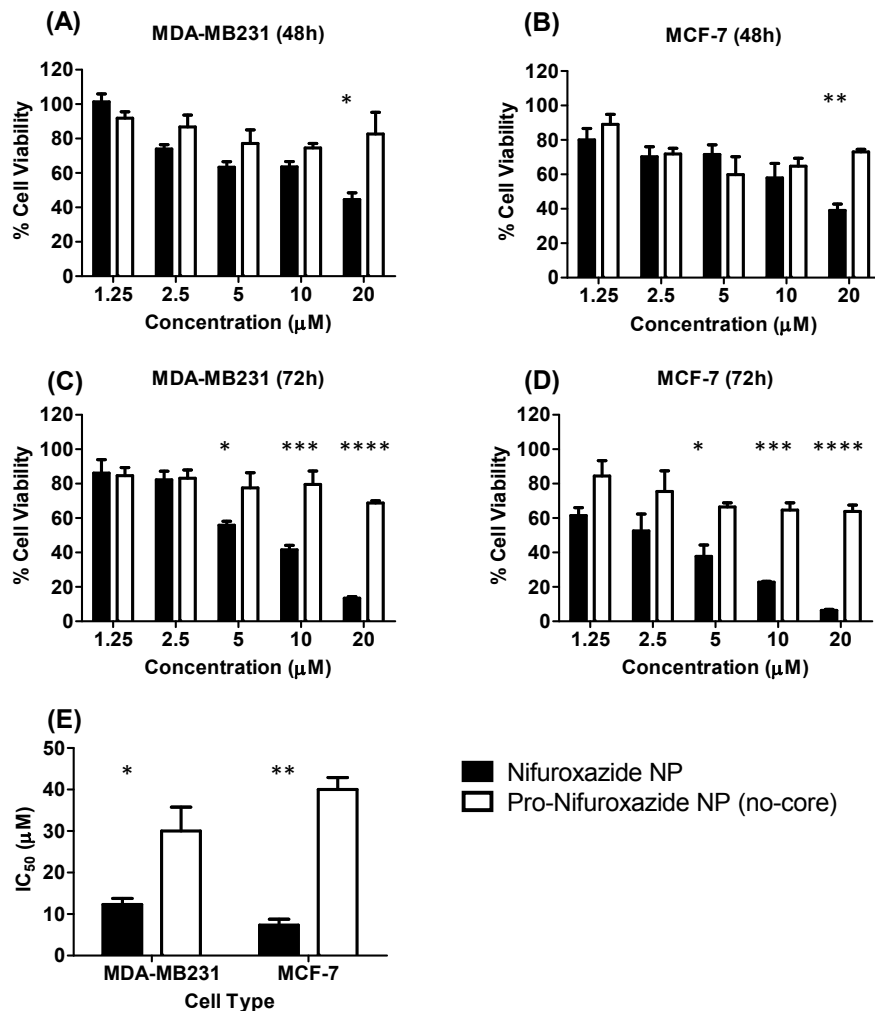 (A)
MDA-MB231 (48h)
% Cell Viability
120
100
80
60
40
20
0
*
1.25 2.5 5 10 20
Concentration (μM)
(B)
MCF-7 (48h)
% Cell Viability
120
100
80
60
40
20
0
**
1.25 2.5 5 10 20
Concentration (μM)
(C)
MDA-MB231 (72h)
% Cell Viability
120
100
80
60
40
20
0
* *** ****
1.25 2.5 5 10 20
Concentration (μM)
(D)
MCF-7 (72h)
% Cell Viability
120
100
80
60
40
20
0
* *** ****
1.25 2.5 5 10 20
Concentration (μM)
(E)
IC50 (μM)
50
40
30
20
10
0
* **
MDA-MB231 MCF-7
Cell Type
Nifuroxazide NP
Pro-Nifuroxazide NP (no-core)